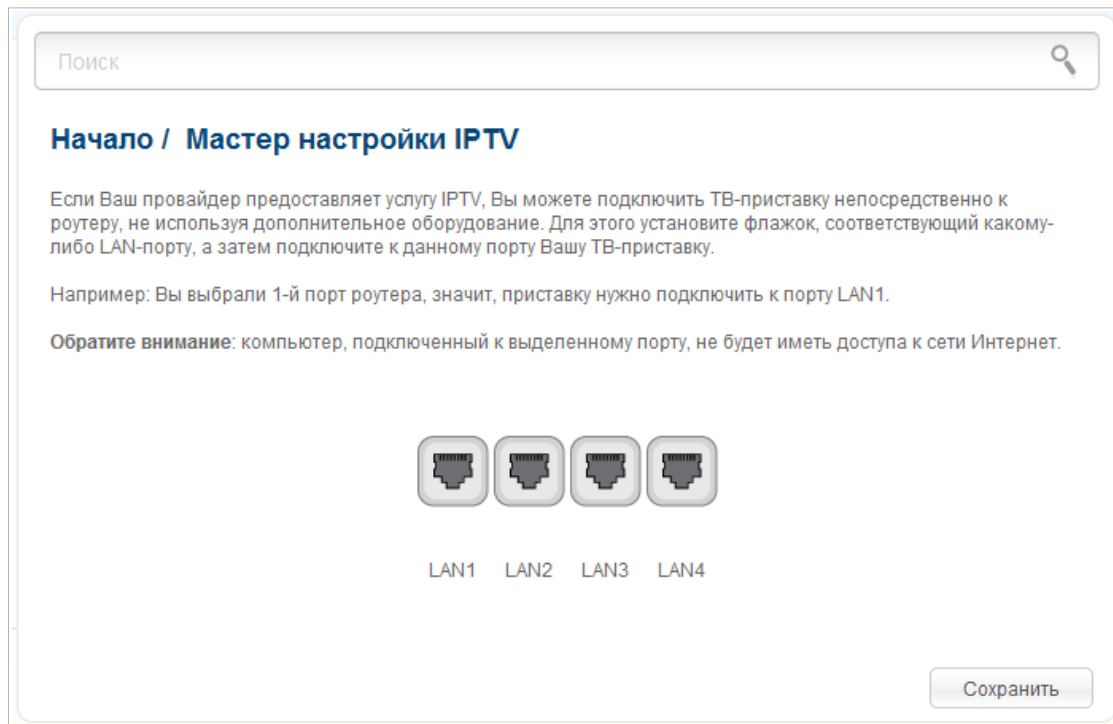 Поиск
Начало / Мастер настройки IPTV
Если Ваш провайдер предоставляет услугу IPTV, Вы можете подключить ТВ-приставку непосредственно к
роутеру, не используя дополнительное оборудование. Для этого установите флажок, соответствующий какому-
либо LAN-порту, а затем подключите к данному порту Вашу ТВ-приставку.
Например: Вы выбрали 1-й порт роутера, значит, приставку нужно подключить к порту LAN1.
Обратите внимание: компьютер, подключенный к выделенному порту, не будет иметь доступа к сети Интернет.
LAN1 LAN2 LAN3 LAN4
Сохранить